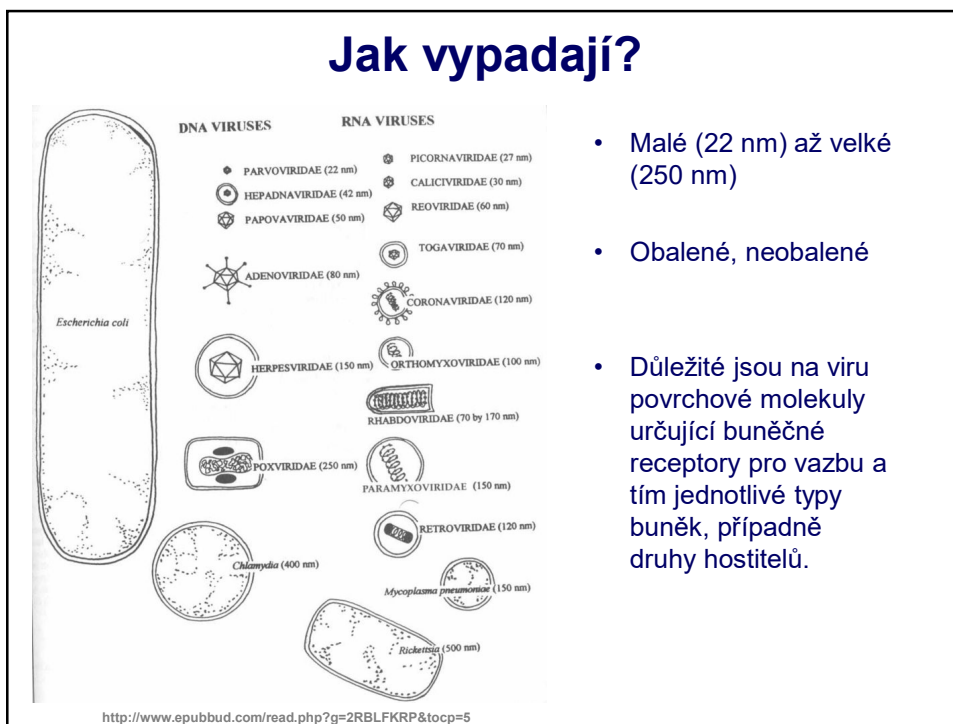 Jak vypadají?
DNA VIRUSES
PARVOVIRIDAE (22 nm)
HEPADNAVIRIDAE (42 nm)
PAPOVAVIRIDAE (50 nm)
ADENOVIRIDAE (80 nm)
HERPESVIRIDAE (150 nm)
POXVIRIDAE (250 nm)
RNA VIRUSES
PICORNAVIRIDAE (27 nm)
CALICIVIRIDAE (30 nm)
REOVIRIDAE (60 nm)
TOGAVIRIDAE (70 nm)
CORONAVIRIDAE (120 nm)
ORTHOMYXOVIRIDAE (100 nm)
RHABDOVIRIDAE (70 by 170 nm)
PARAMYXOVIRIDAE (150 nm)
RETROVIRIDAE (120 nm)
Escherichia coli
Chlamydia (400 nm)
Mycoplasma pneumoniae (150 nm)
Rickettsia (500 nm)
• Malé (22 nm) až velké
(250 nm)
• Obalené, neobalené
• Důležité jsou na viru
povrchové molekuly
určující buněčné
receptory pro vazbu a
tím jednotlivé typy
buněk, případně
druhy hostitelů.
http://www.epubbud.com/read.php?g=2RBLFKRP&tocp=5